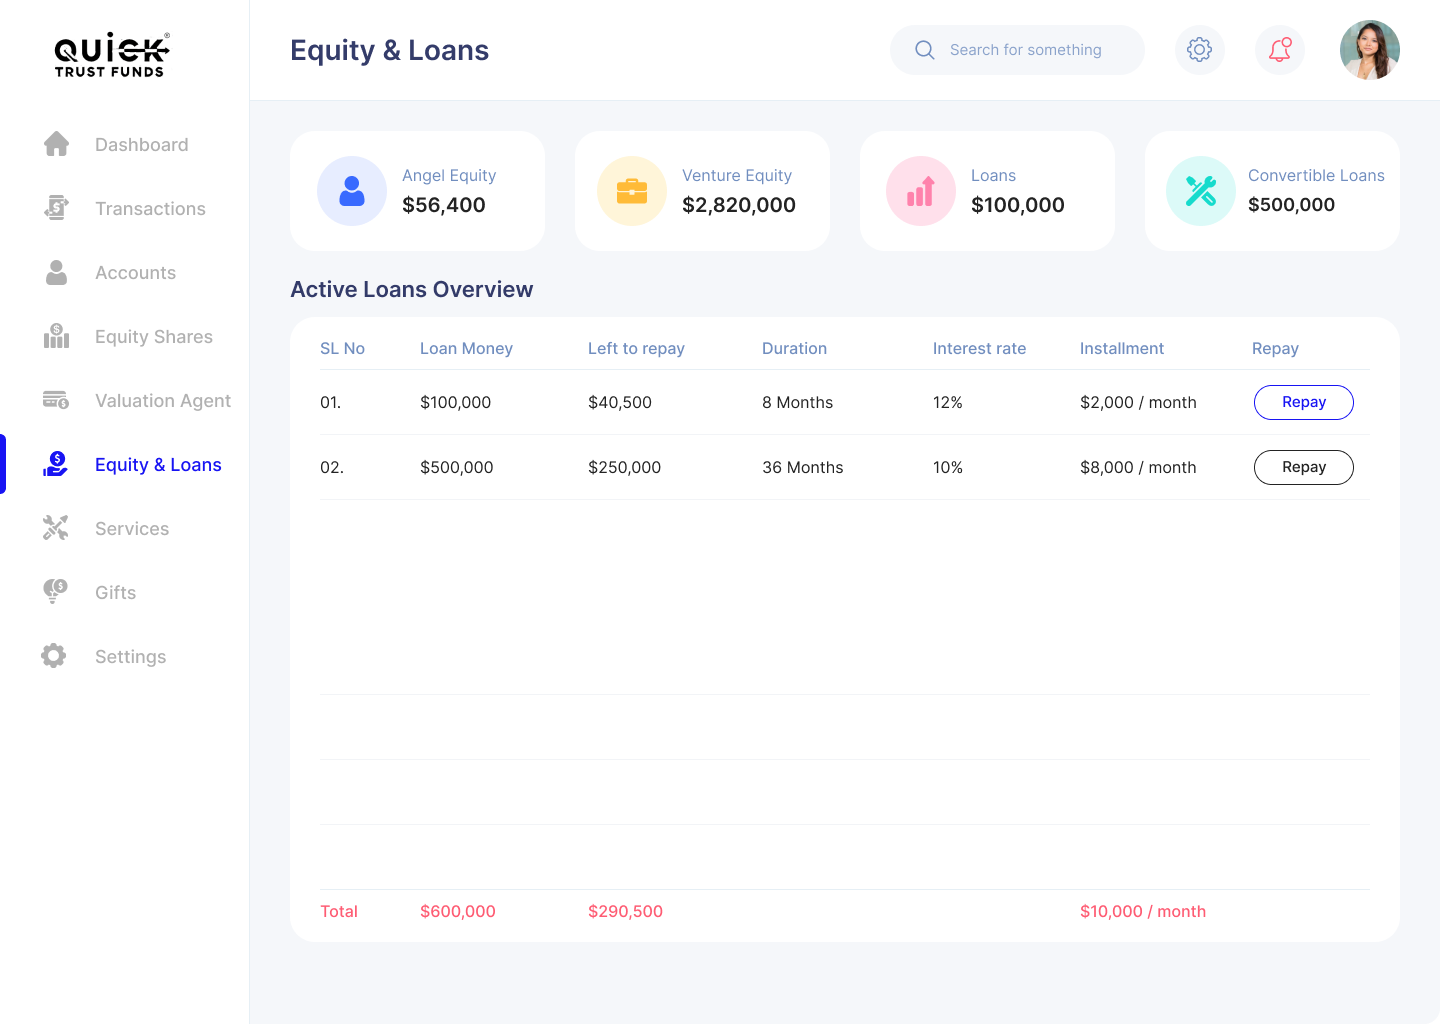 QUICK®
TRUST FUNDS
Equity & Loans
Search for something
Dashboard
Transactions
Accounts
Equity Shares
Valuation Agent
Equity & Loans
Services
Gifts
Settings
Angel Equity
$56,400
Venture Equity
$2,820,000
Loans
$100,000
Convertible Loans
$500,000
Active Loans Overview
SL No Loan Money Left to repay Duration Interest rate Installment Repay
01. $100,000 $40,500 8 Months 12% $2,000 / month Repay
02. $500,000 $250,000 36 Months 10% $8,000 / month Repay
Total $600,000 $290,500 $10,000 / month